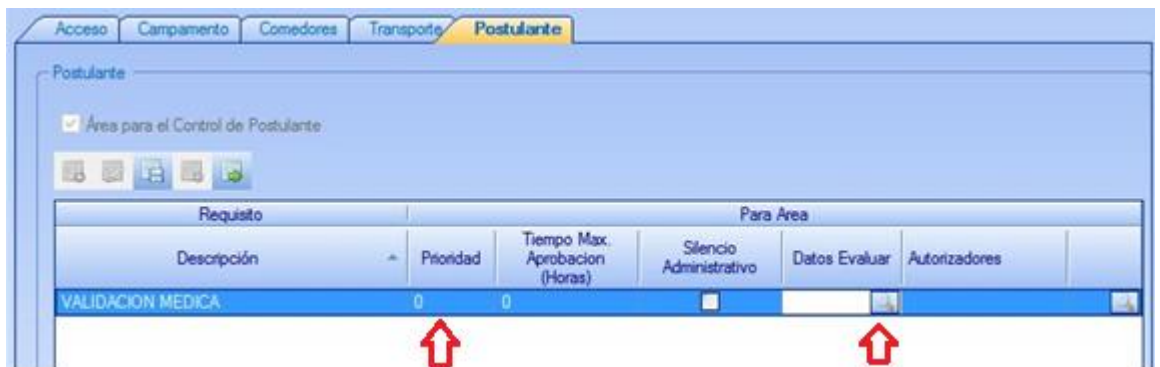 Acceso Campamento Comedores Transporte Postulante
Postulante
Área para el Control de Postulante
Requisito Para Area
Descripción Prioridad Tiempo Max. Aprobacion (Horas) Silencio Administrativo Datos Evaluar Autorizadores
VALIDACION MEDICA 0 0